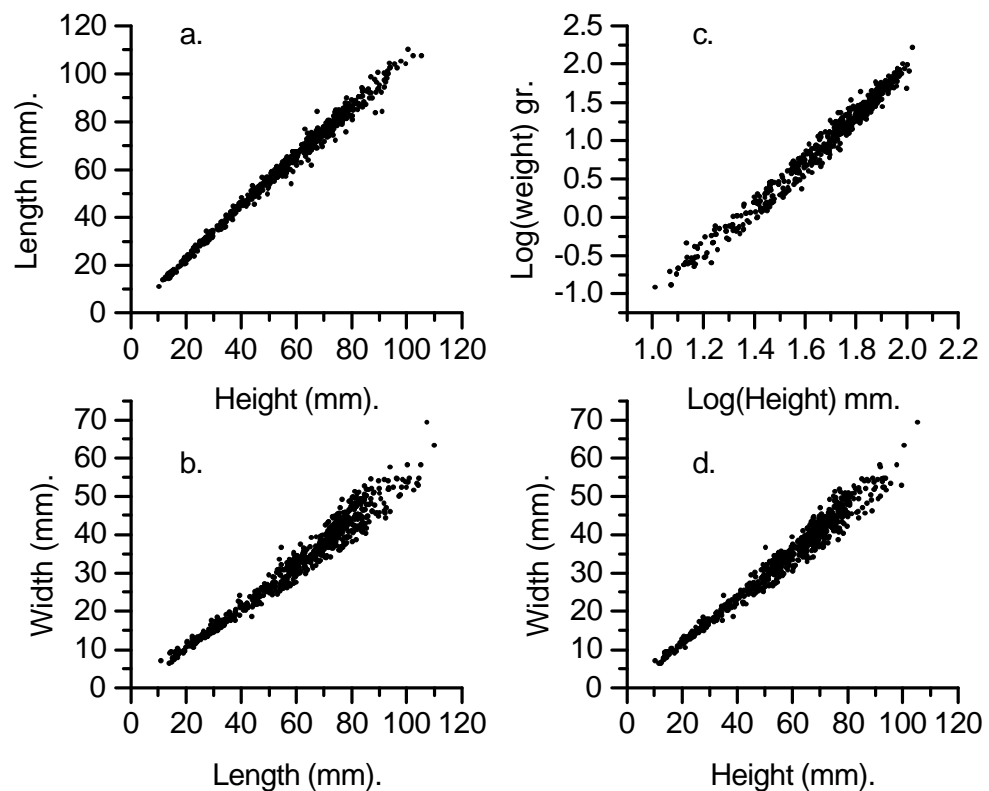 a.
120
100
80
60
40
20
0
Length (mm).
0 20 40 60 80 100 120
Height (mm).
c.
2.5
2.0
1.5
1.0
0.5
0.0
-0.5
-1.0
Log(weight) gr.
1.0 1.2 1.4 1.6 1.8 2.0 2.2
Log(Height) mm.
b.
70
60
50
40
30
20
10
0
Width (mm).
0 20 40 60 80 100 120
Length (mm).
d.
70
60
50
40
30
20
10
0
Width (mm).
0 20 40 60 80 100 120
Height (mm).